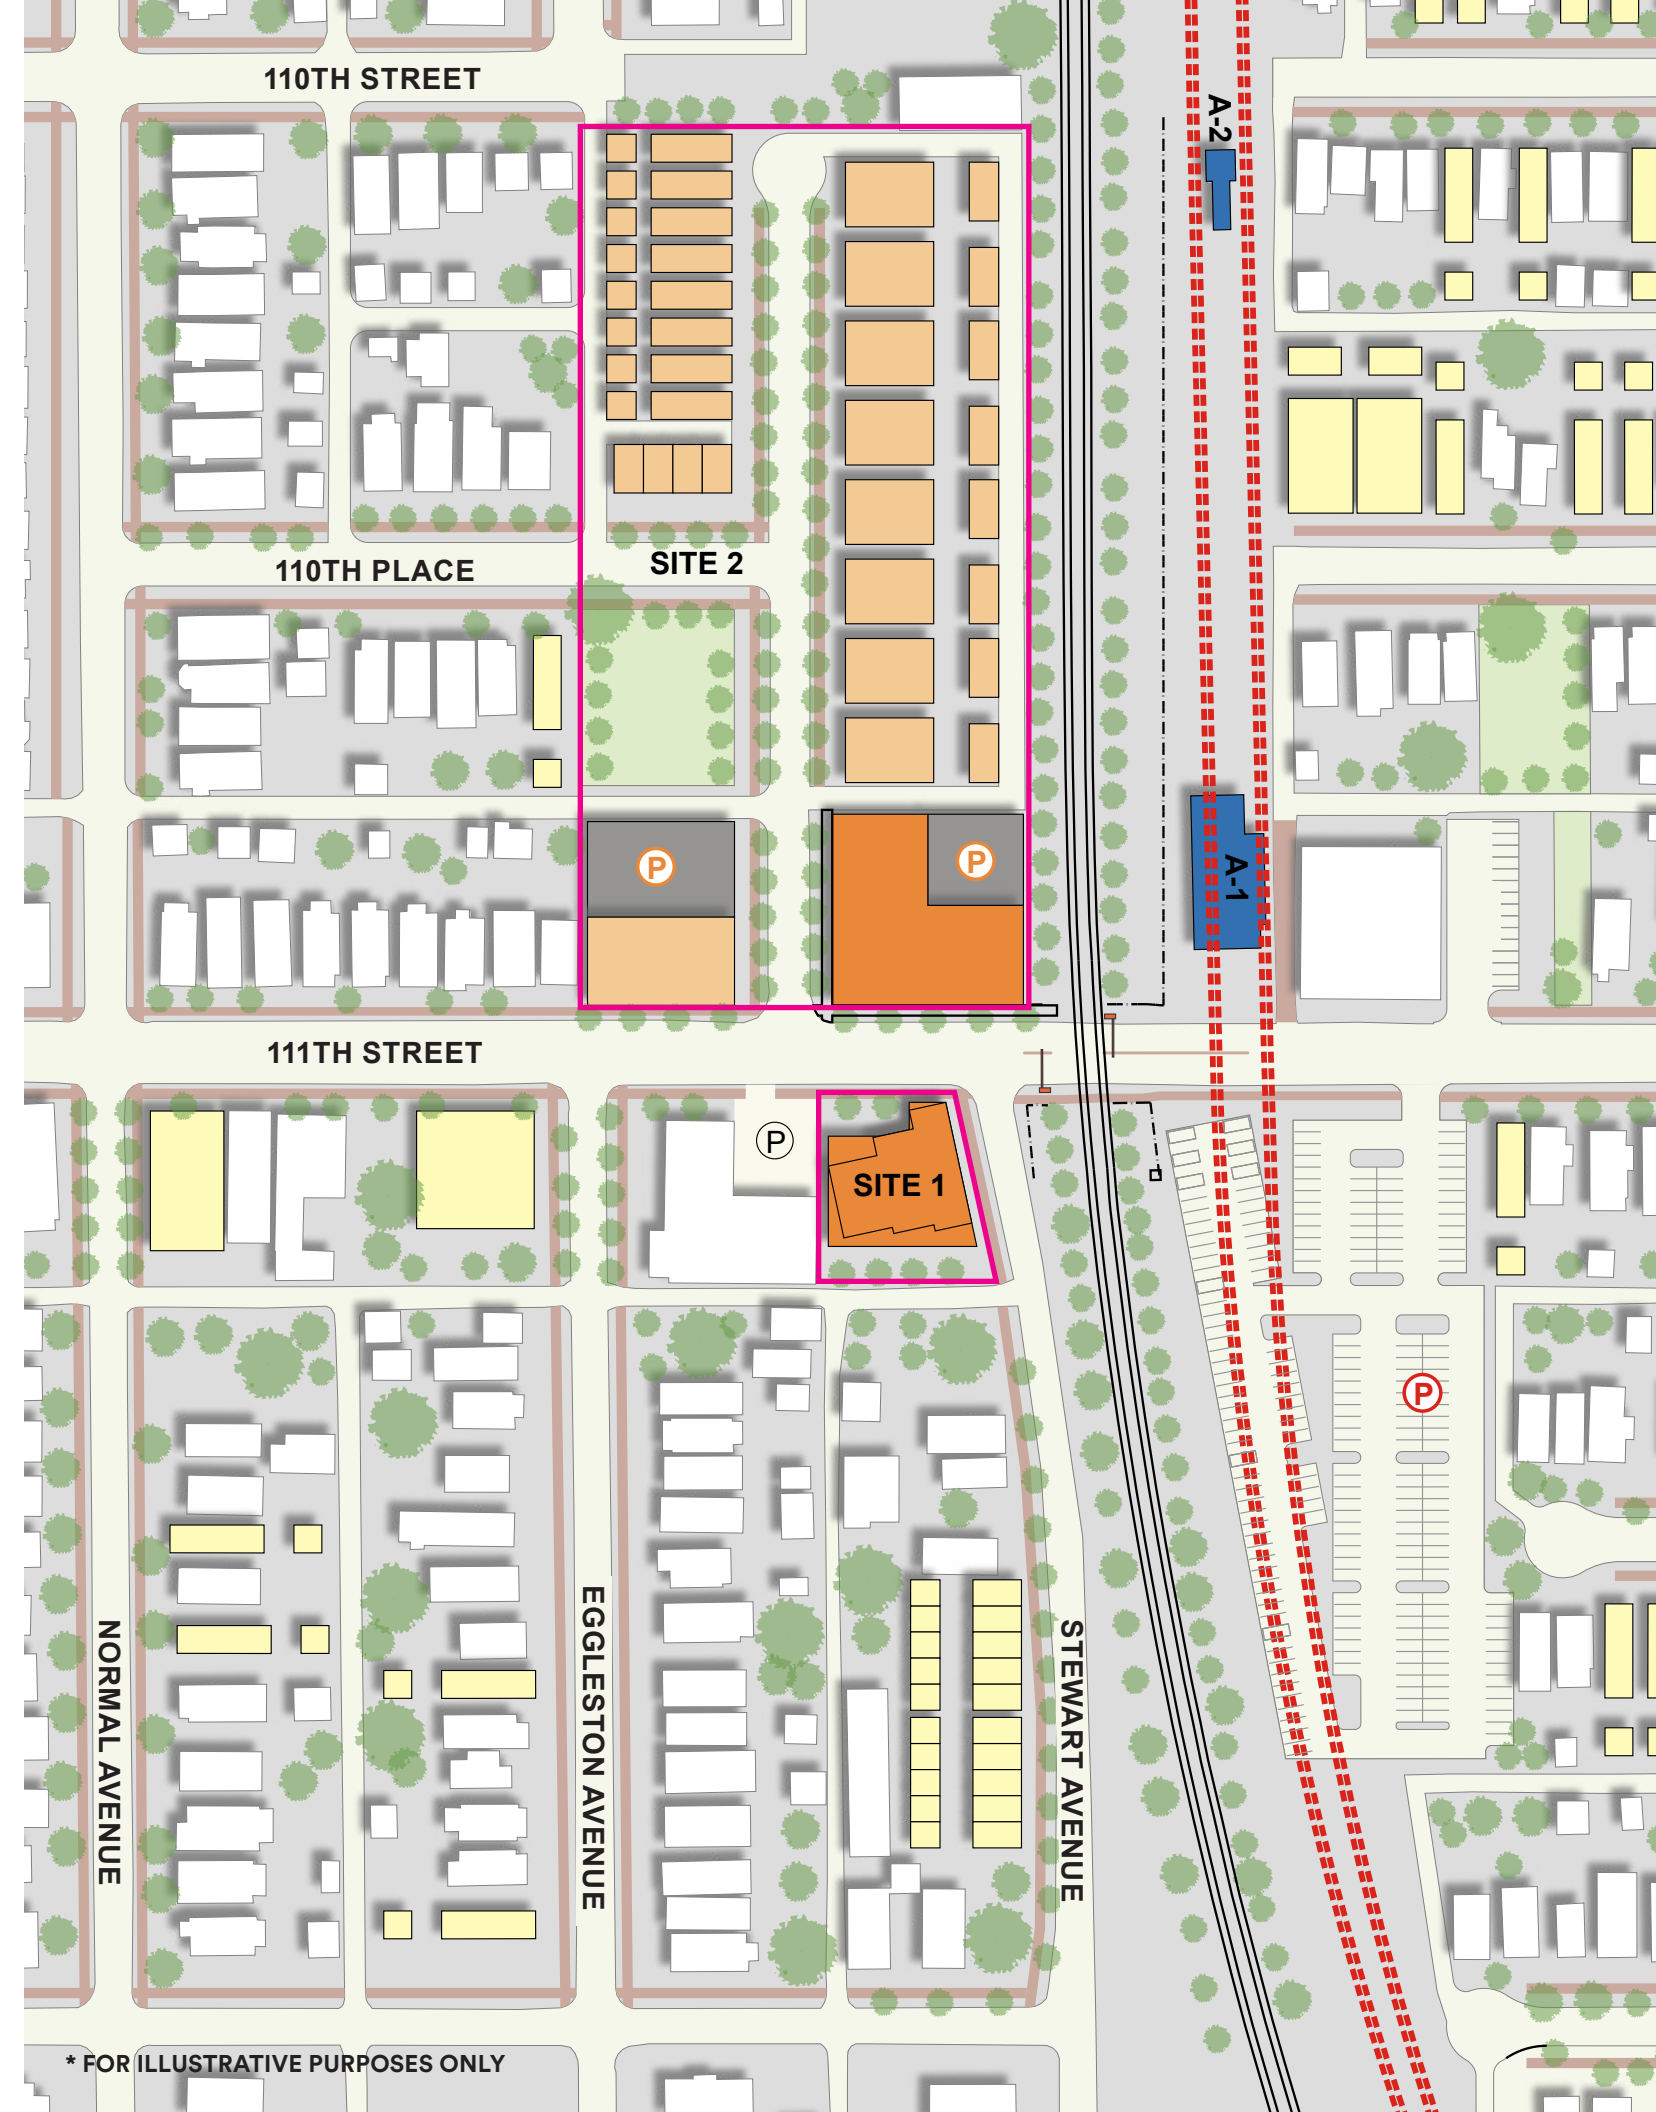 110TH STREET
A-2
110TH PLACE
SITE 2
P
P
A-1
111TH STREET
P
SITE 1
P
NORMAL AVENUE
EGGLESTON AVENUE
STEWART AVENUE
* FOR ILLUSTRATIVE PURPOSES ONLY